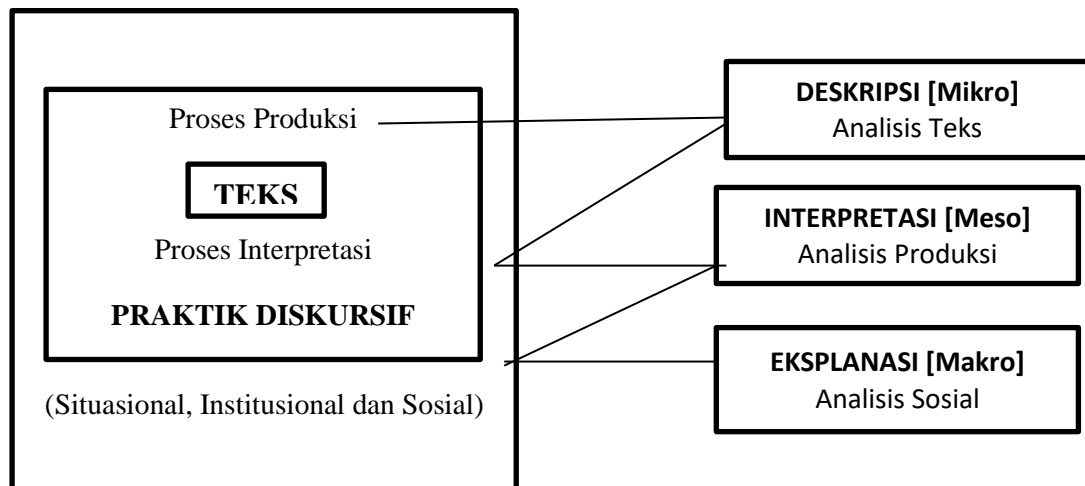 Proses Produksi
TEKS
Proses Interpretasi
PRAKTIK DISKURSIF
(Situasional, Institusional dan Sosial)
DESKRIPSI [Mikro]
Analisis Teks
INTERPRETASI [Meso]
Analisis Produksi
EKSPLANASI [Makro]
Analisis Sosial